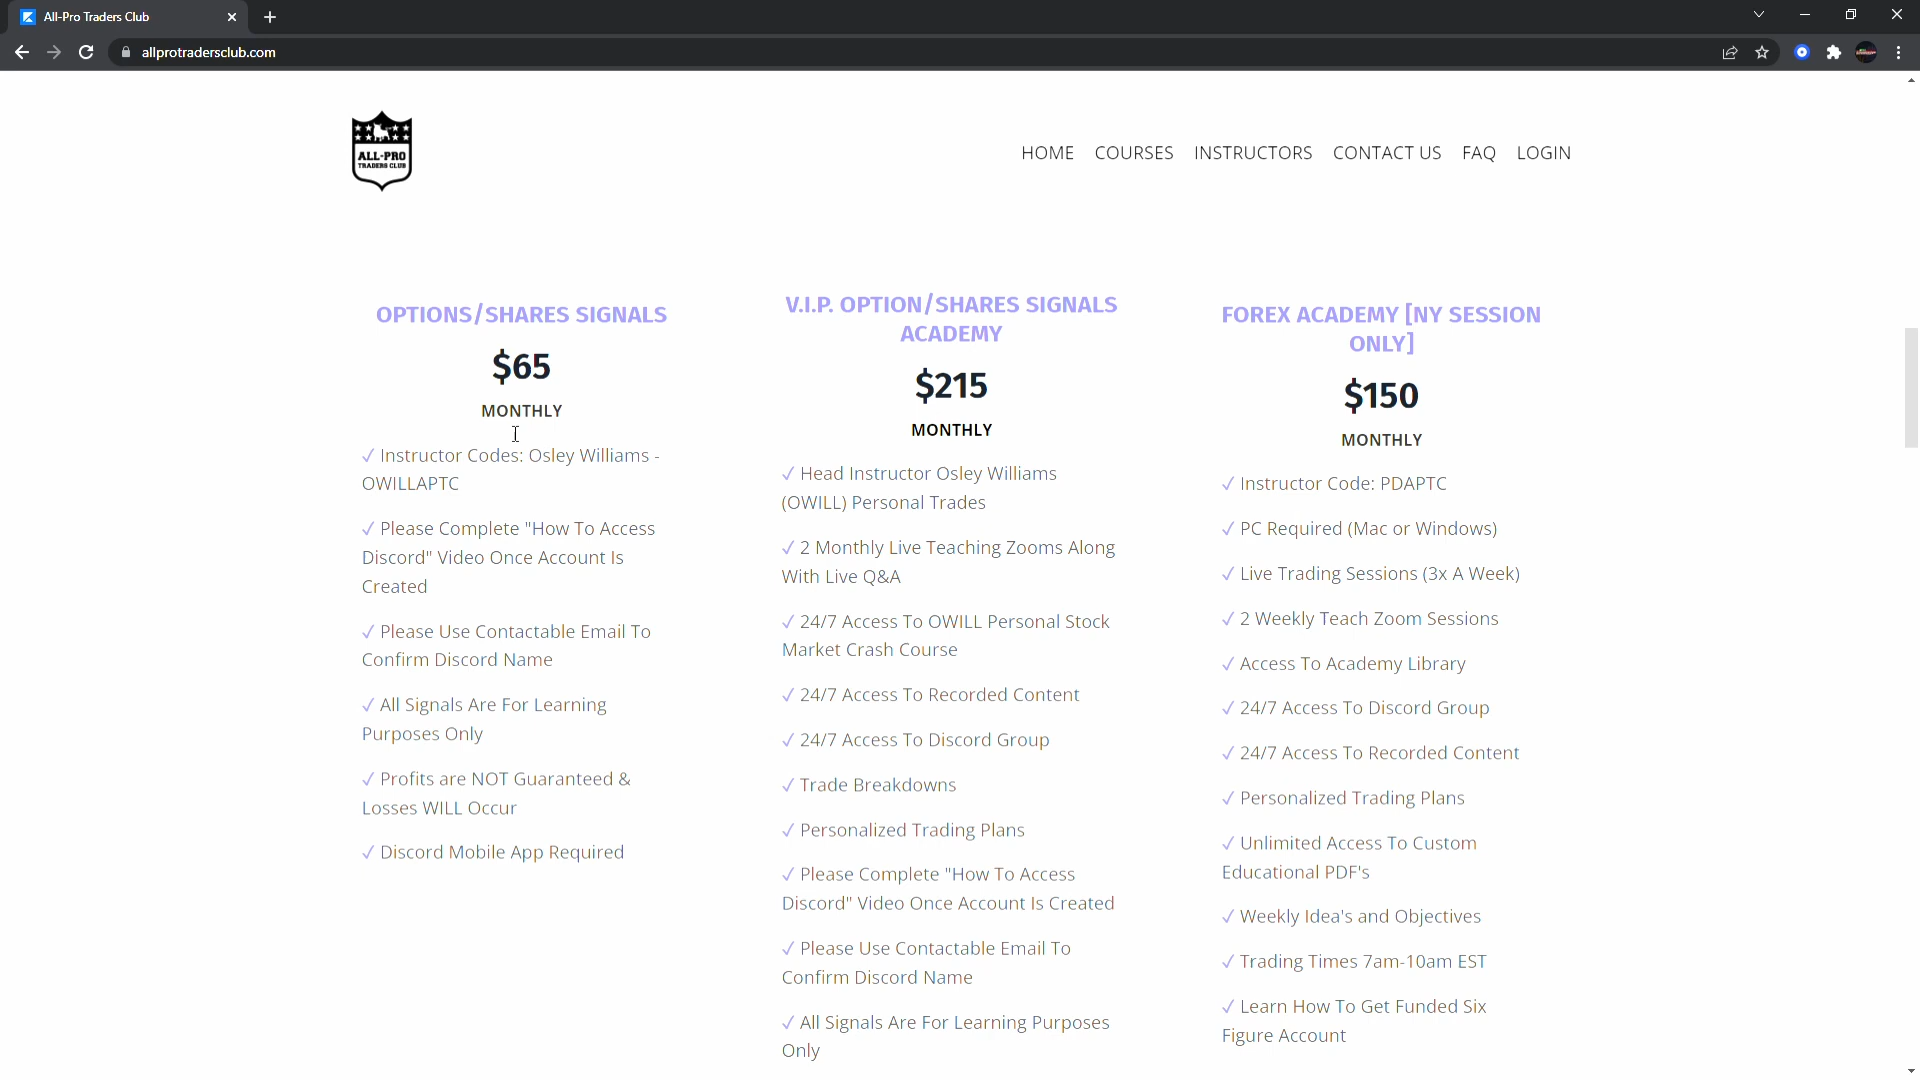 All-Pro Traders Club
allprotradersclub.com
ALL-PRO
TRADERS CLUB
HOME COURSES INSTRUCTORS CONTACT US FAQ LOGIN
OPTIONS/SHARES SIGNALS
$65
MONTHLY
✓ Instructor Codes: Osley Williams -
OWILLAPTC
✓ Please Complete "How To Access
Discord" Video Once Account Is
Created
✓ Please Use Contactable Email To
Confirm Discord Name
✓ All Signals Are For Learning
Purposes Only
✓ Profits are NOT Guaranteed &
Losses WILL Occur
✓ Discord Mobile App Required
V.I.P. OPTION/SHARES SIGNALS
ACADEMY
$215
MONTHLY
✓ Head Instructor Osley Williams
(OWILL) Personal Trades
✓ 2 Monthly Live Teaching Zooms Along
With Live Q&A
✓ 24/7 Access To OWILL Personal Stock
Market Crash Course
✓ 24/7 Access To Recorded Content
✓ 24/7 Access To Discord Group
✓ Trade Breakdowns
✓ Personalized Trading Plans
✓ Please Complete "How To Access
Discord" Video Once Account Is Created
✓ Please Use Contactable Email To
Confirm Discord Name
✓ All Signals Are For Learning Purposes
Only
FOREX ACADEMY [NY SESSION
ONLY]
$150
MONTHLY
✓ Instructor Code: PDAPTC
✓ PC Required (Mac or Windows)
✓ Live Trading Sessions (3x A Week)
✓ 2 Weekly Teach Zoom Sessions
✓ Access To Academy Library
✓ 24/7 Access To Discord Group
✓ 24/7 Access To Recorded Content
✓ Personalized Trading Plans
✓ Unlimited Access To Custom
Educational PDF's
✓ Weekly Idea's and Objectives
✓ Trading Times 7am-10am EST
✓ Learn How To Get Funded Six
Figure Account